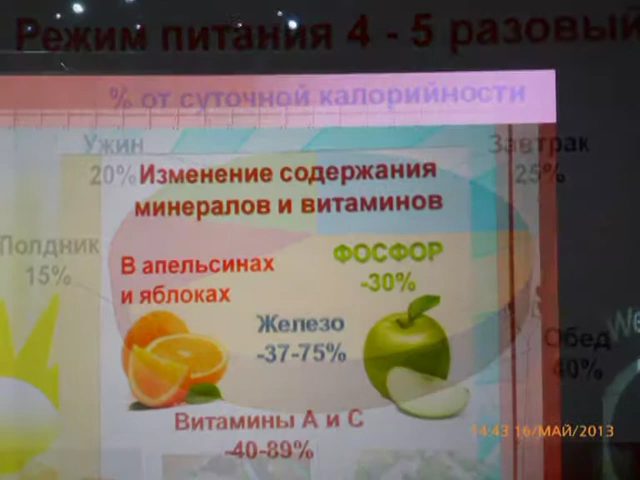 Режим питания 4 - 5 разовый
% от суточной калорийности
Ужин
20%
Завтрак
25%
Изменение содержания
минералов и витаминов
Полдник
15%
В апельсинах
и яблоках
ФОСФОР
-30%
Железо
-37-75%
Обед
40%
Витамины А и С
-40-89%
14:43 16/МАЙ/2013